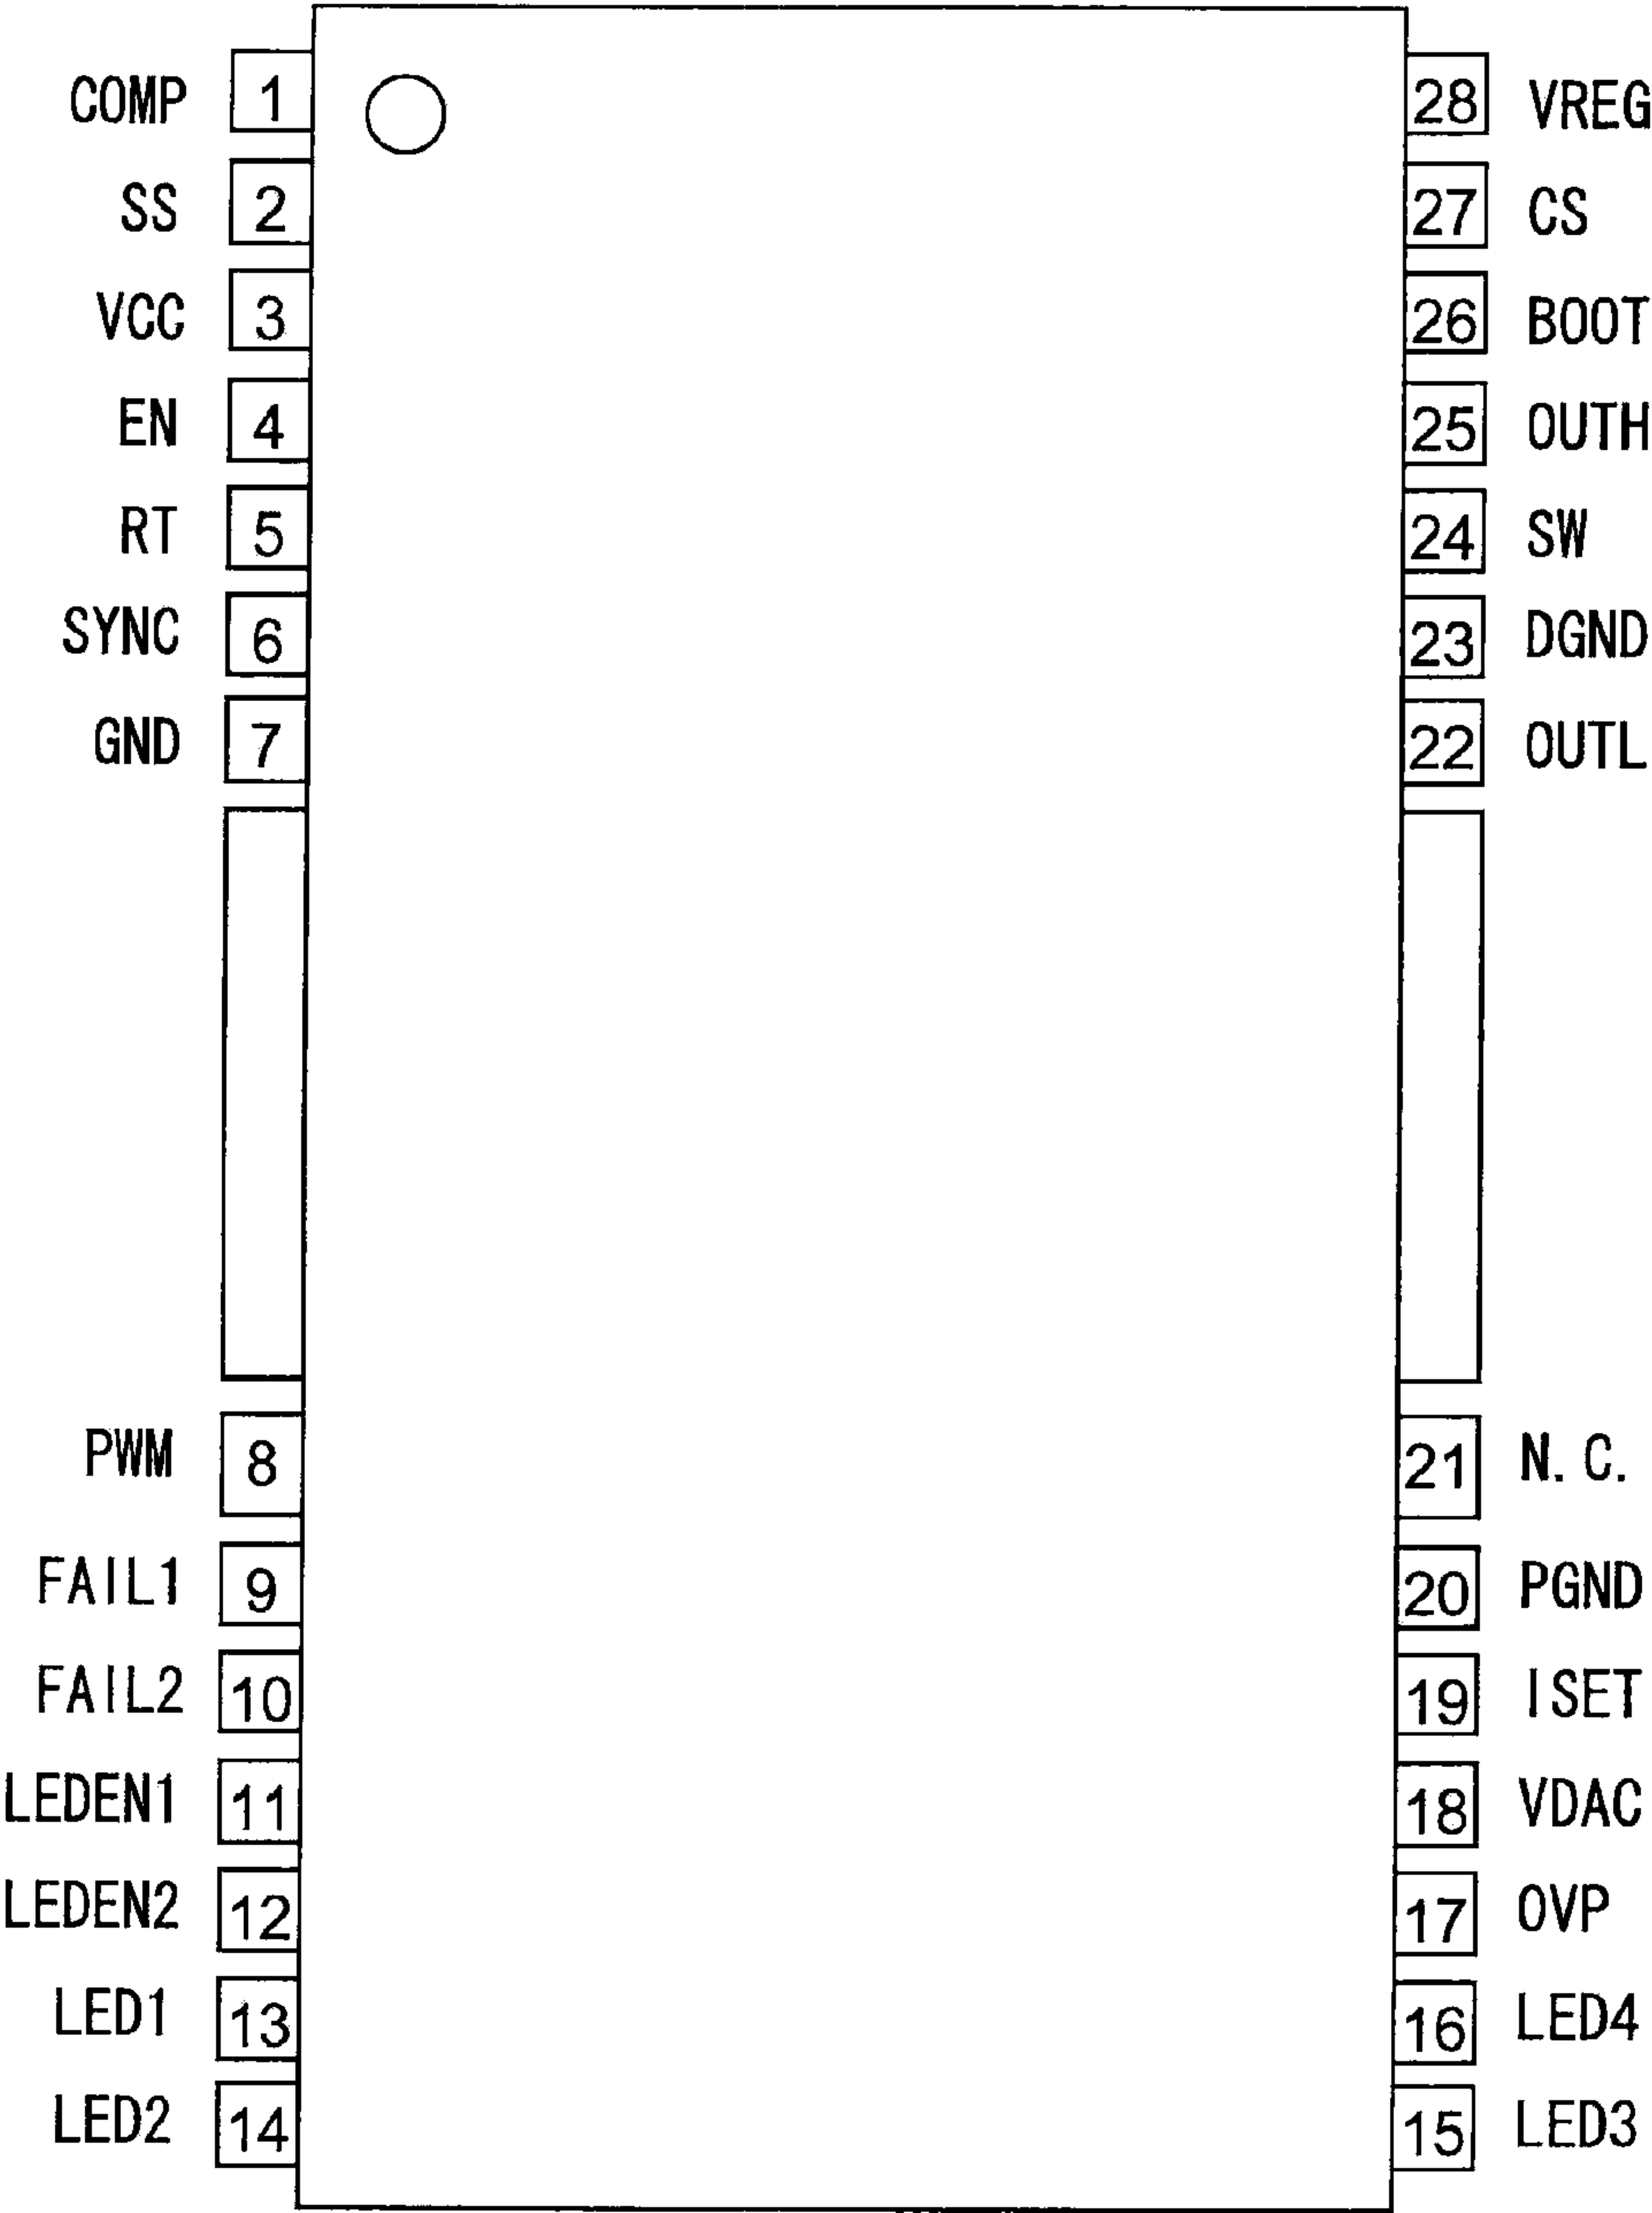 COMP 1 28 VREG
SS 2 27 CS
VCC 3 26 BOOT
EN 4 25 OUTH
RT 5 24 SW
SYNC 6 23 DGND
GND 7 22 OUTL
PWM 8 21 N.C.
FAIL1 9 20 PGND
FAIL2 10 19 ISET
LEDEN1 11 18 VDAC
LEDEN2 12 17 OVP
LED1 13 16 LED4
LED2 14 15 LED3